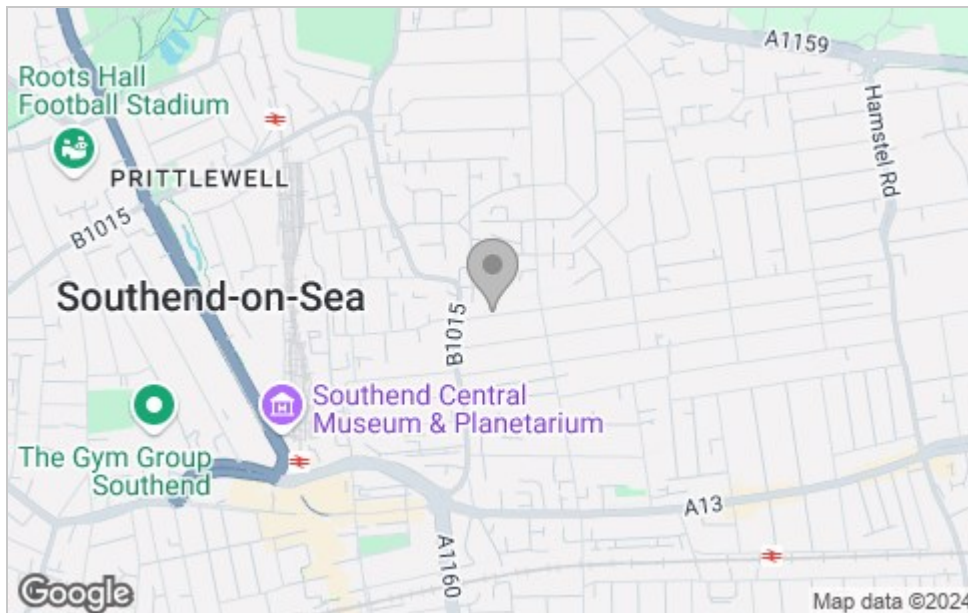 A1159
Roots Hall
Football Stadium
Hamstel Rd
PRITTLEWELL
B1015
Southend-on-Sea
B1015
Southend Central
Museum & Planetarium
The Gym Group
Southend
A13
A1160
Google
Map data ©2024